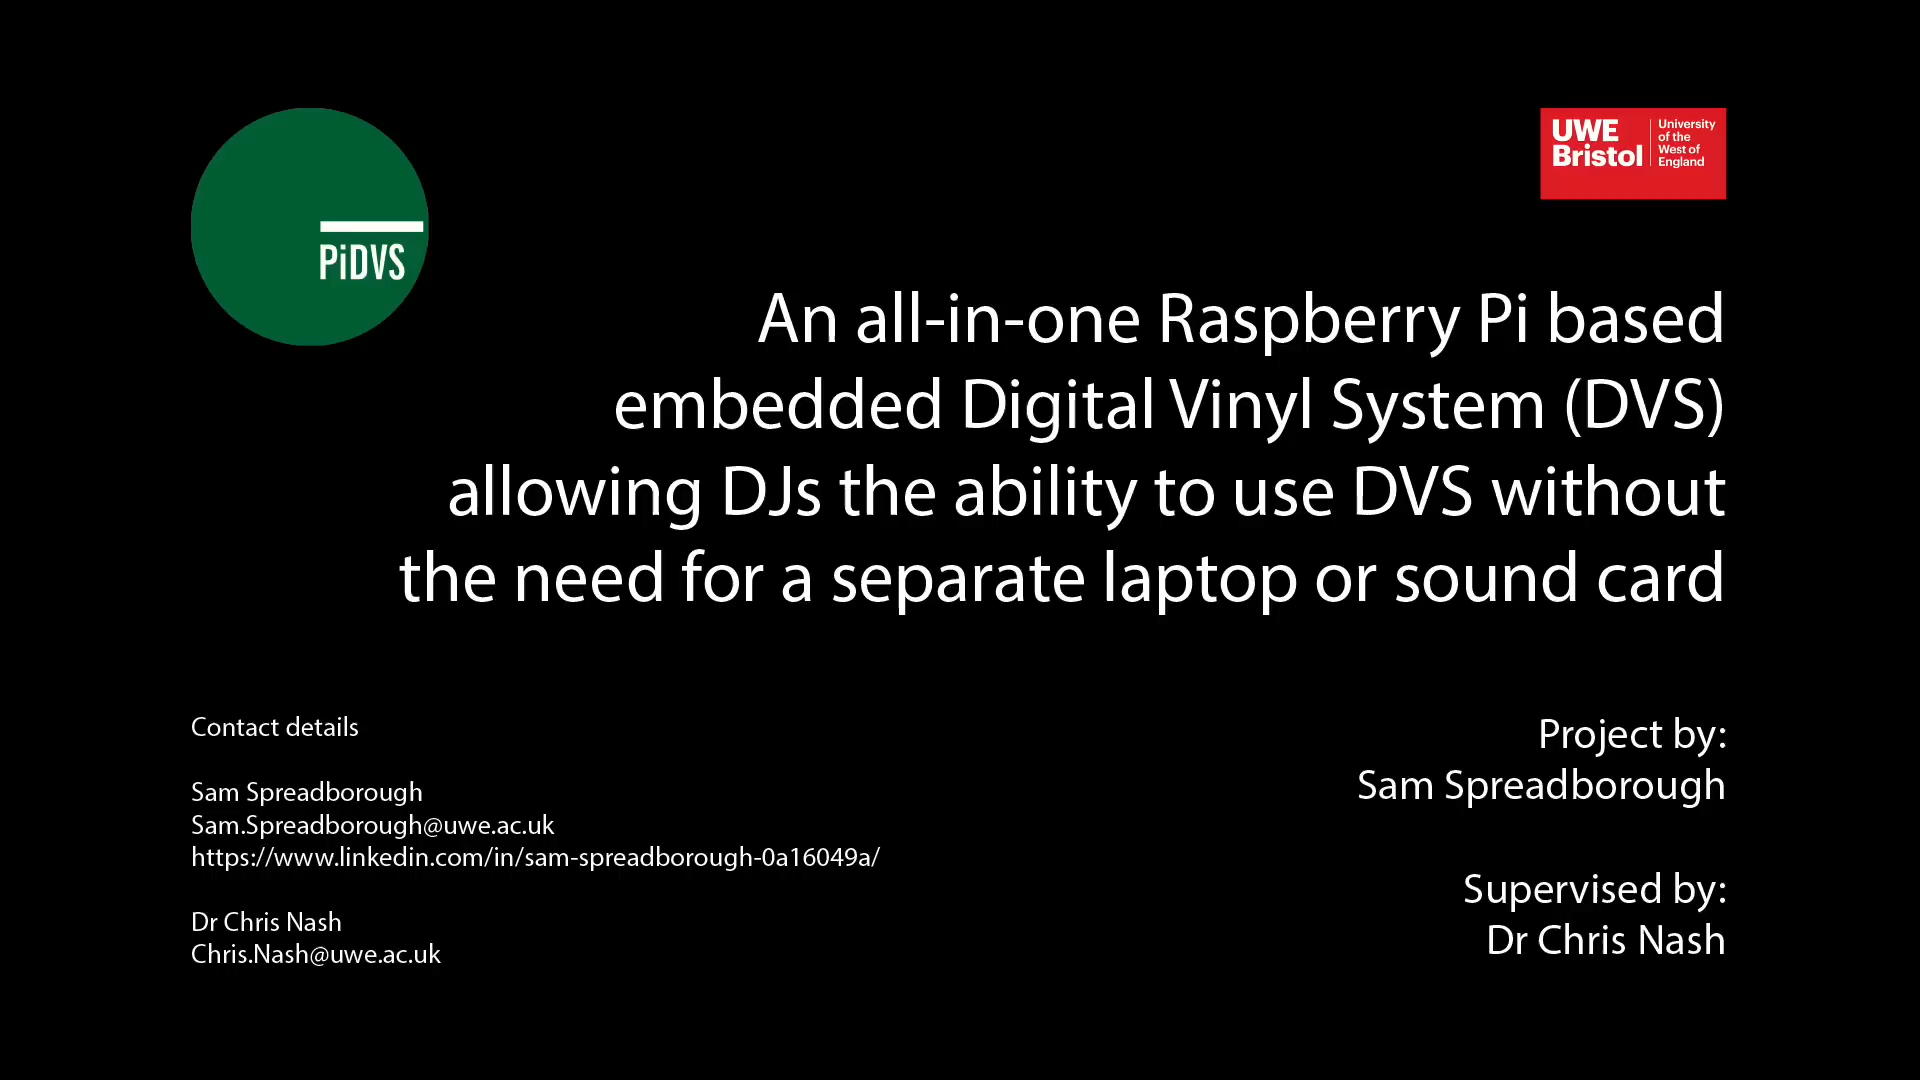 PiDVS
UWE
Bristol
University
of the
West of
England
An all-in-one Raspberry Pi based
embedded Digital Vinyl System (DVS)
allowing DJs the ability to use DVS without
the need for a separate laptop or sound card
Contact details
Sam Spreadborough
Sam.Spreadborough@uwe.ac.uk
https://www.linkedin.com/in/sam-spreadborough-0a16049a/
Dr Chris Nash
Chris.Nash@uwe.ac.uk
Project by:
Sam Spreadborough
Supervised by:
Dr Chris Nash